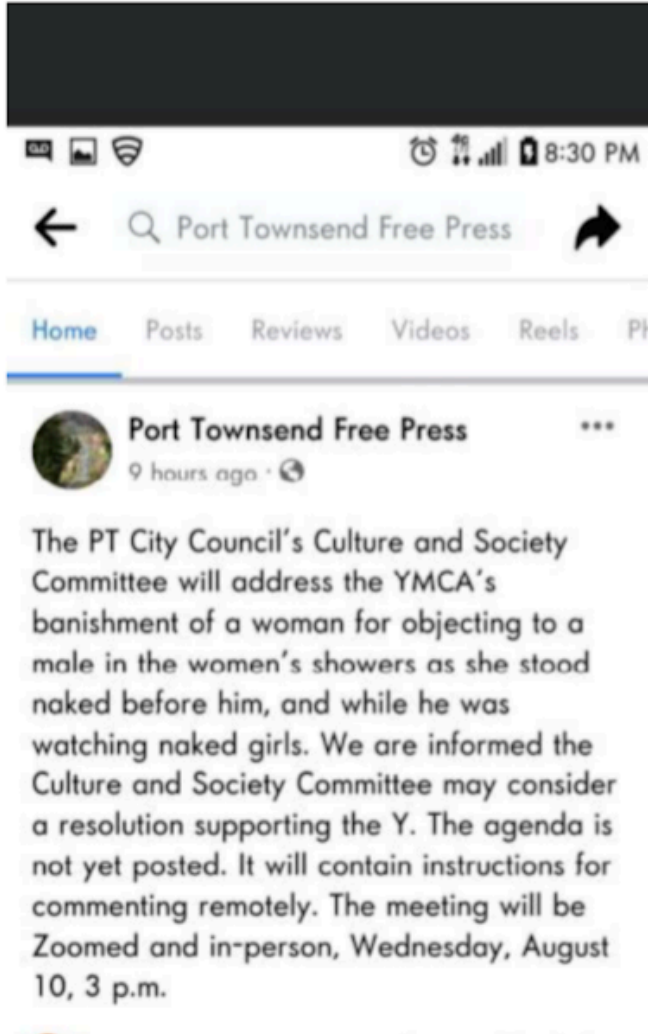 4G 8:30 PM
Port Townsend Free Press
Home Posts Reviews Videos Reels Ph
Port Townsend Free Press
9 hours ago ·
The PT City Council's Culture and Society
Committee will address the YMCA's
banishment of a woman for objecting to a
male in the women's showers as she stood
naked before him, and while he was
watching naked girls. We are informed the
Culture and Society Committee may consider
a resolution supporting the Y. The agenda is
not yet posted. It will contain instructions for
commenting remotely. The meeting will be
Zoomed and in-person, Wednesday, August
10, 3 p.m.